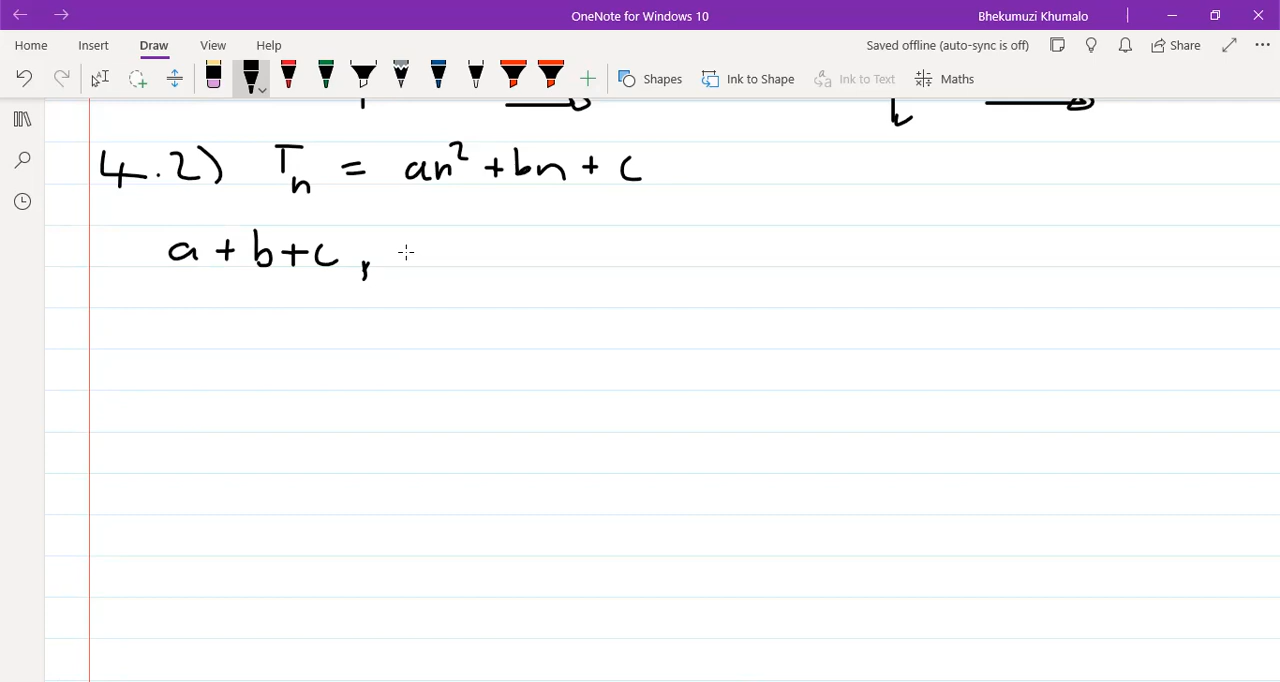 OneNote for Windows 10
Bhekumuzi Khumalo
Home Insert Draw View Help
Saved offline (auto-sync is off)
Share
Shapes
Ink to Shape
Ink to Text
Maths
4.2) Tn = an² + bn + c
a + b + c ,